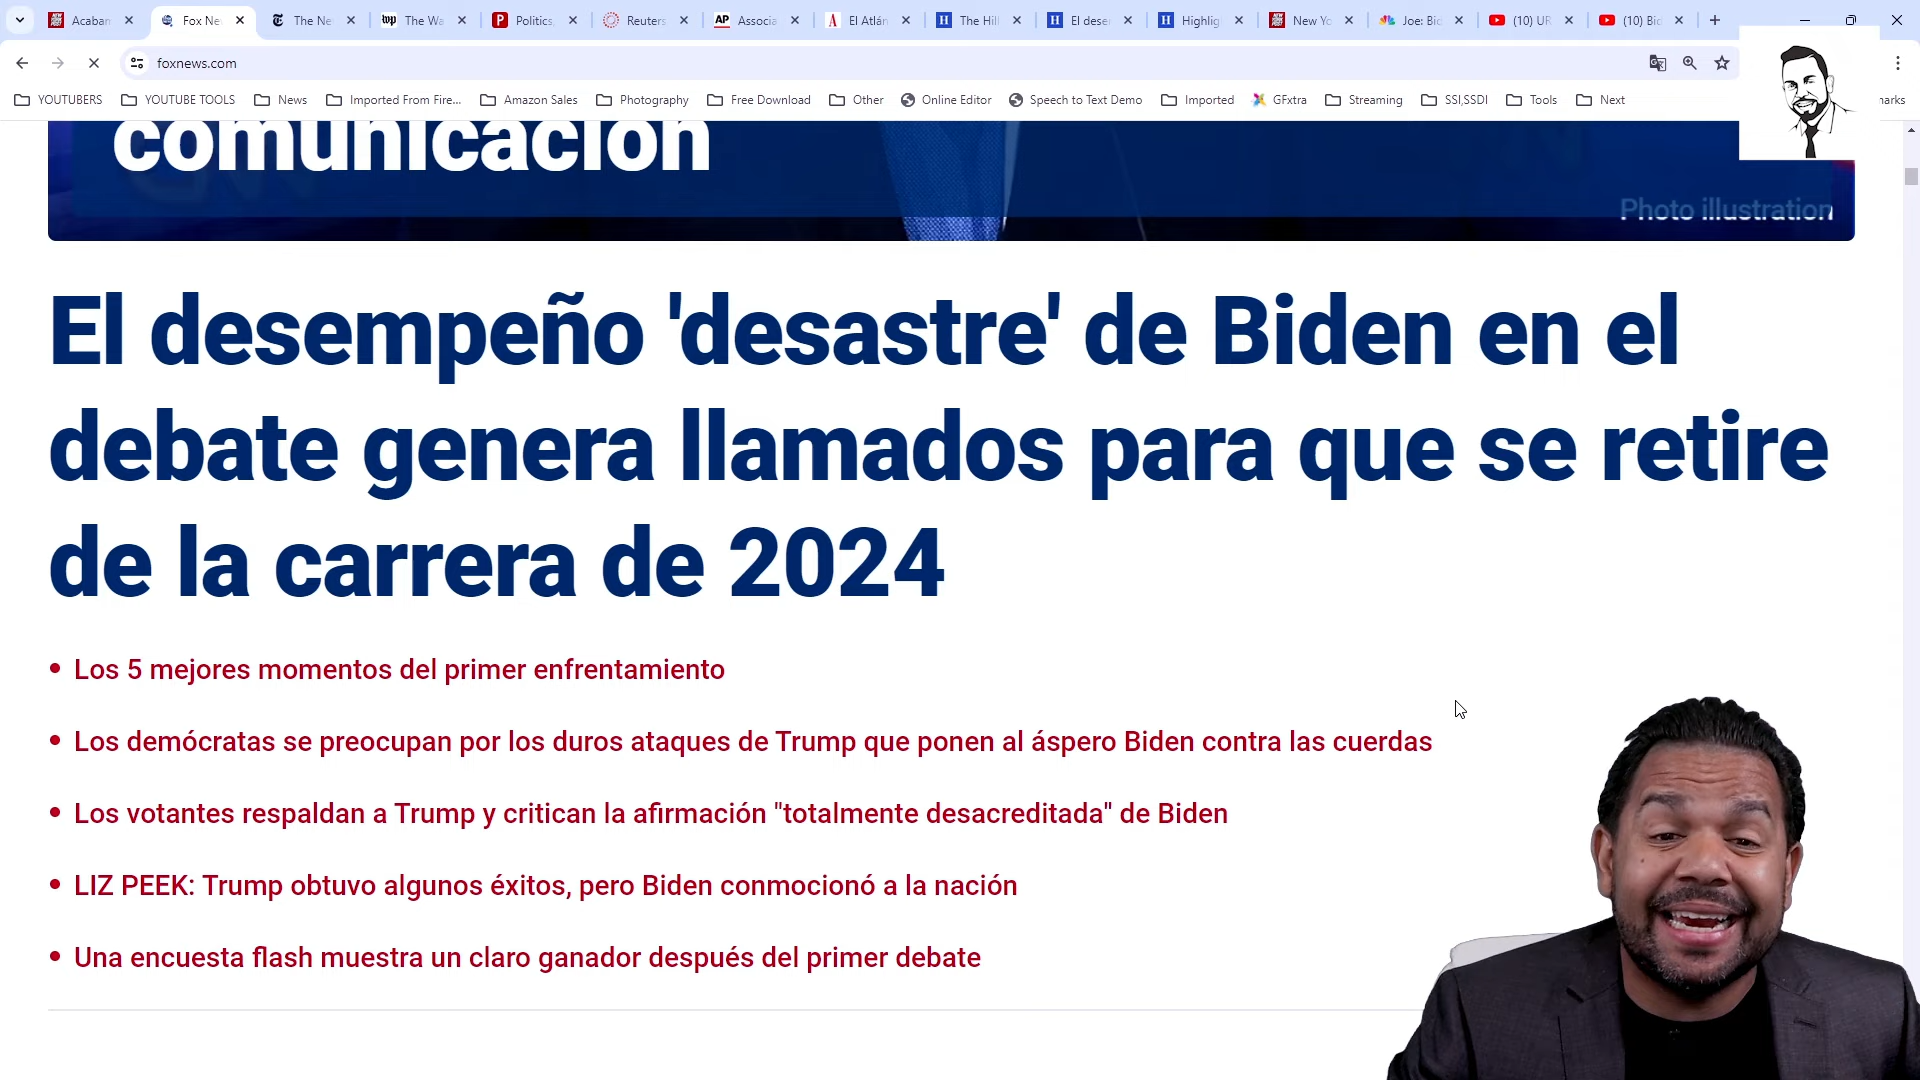 Acabam
Fox Ne
The Ne
The Wa
Politics,
Reuters
Associa
El Atlán
The Hill
El dese
Highlig
New Yo
Joe: Bid
(10) UR
(10) Bid
foxnews.com
YOUTUBERS
YOUTUBE TOOLS
News
Imported From Fire...
Amazon Sales
Photography
Free Download
Other
Online Editor
Speech to Text Demo
Imported
GFxtra
Streaming
SSI,SSDI
Tools
Next
marks
comunicación
Photo illustration
El desempeño 'desastre' de Biden en el
debate genera llamados para que se retire
de la carrera de 2024
• Los 5 mejores momentos del primer enfrentamiento
• Los demócratas se preocupan por los duros ataques de Trump que ponen al áspero Biden contra las cuerdas
• Los votantes respaldan a Trump y critican la afirmación "totalmente desacreditada" de Biden
• LIZ PEEK: Trump obtuvo algunos éxitos, pero Biden conmocionó a la nación
• Una encuesta flash muestra un claro ganador después del primer debate